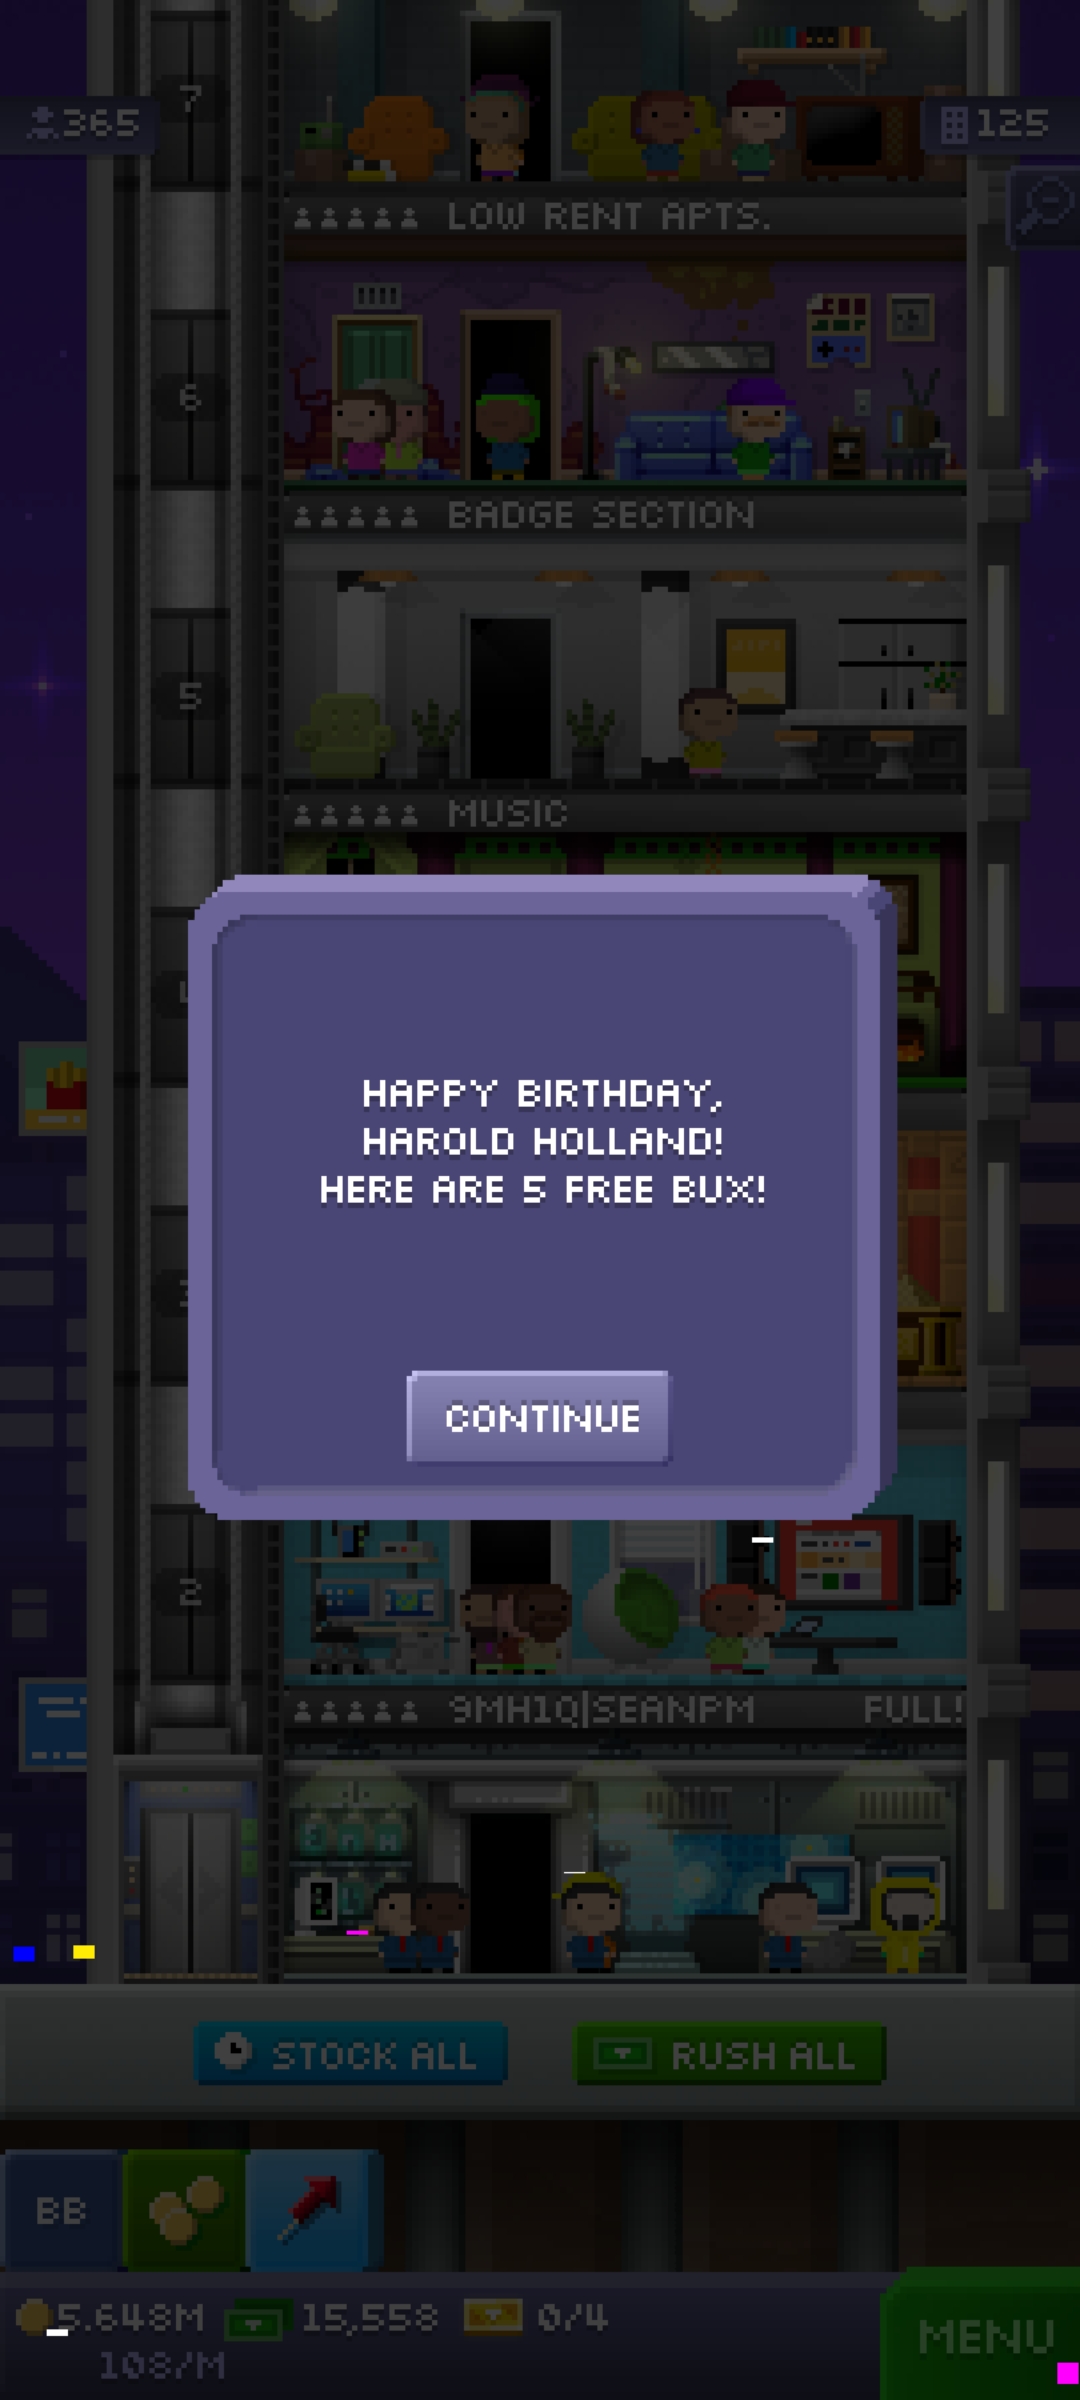 7
365
125
LOW RENT APTS.
6
BADGE SECTION
5
MUSIC
HAPPY BIRTHDAY,
HAROLD HOLLAND!
HERE ARE 5 FREE BUX!
CONTINUE
2
9MH1Q|SEANPM FULL!
STOCK ALL
RUSH ALL
BB
5.648M 15,558 0/4
108/M
MENU